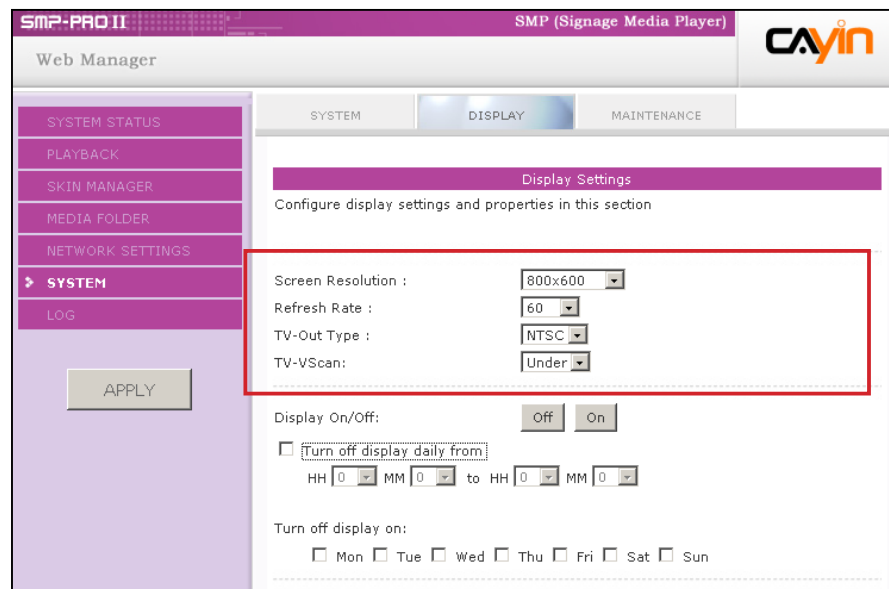 SMP-PRO II
SMP (Signage Media Player)
CAYIN
Web Manager
SYSTEM STATUS
PLAYBACK
SKIN MANAGER
MEDIA FOLDER
NETWORK SETTINGS
SYSTEM
LOG
APPLY
SYSTEM DISPLAY MAINTENANCE
Display Settings
Configure display settings and properties in this section
Screen Resolution : 800x600
Refresh Rate : 60
TV-Out Type : NTSC
TV-VScan: Under
Display On/Off: Off On
Turn off display daily from
HH 0 MM 0 to HH 0 MM 0
Turn off display on:
Mon Tue Wed Thu Fri Sat Sun